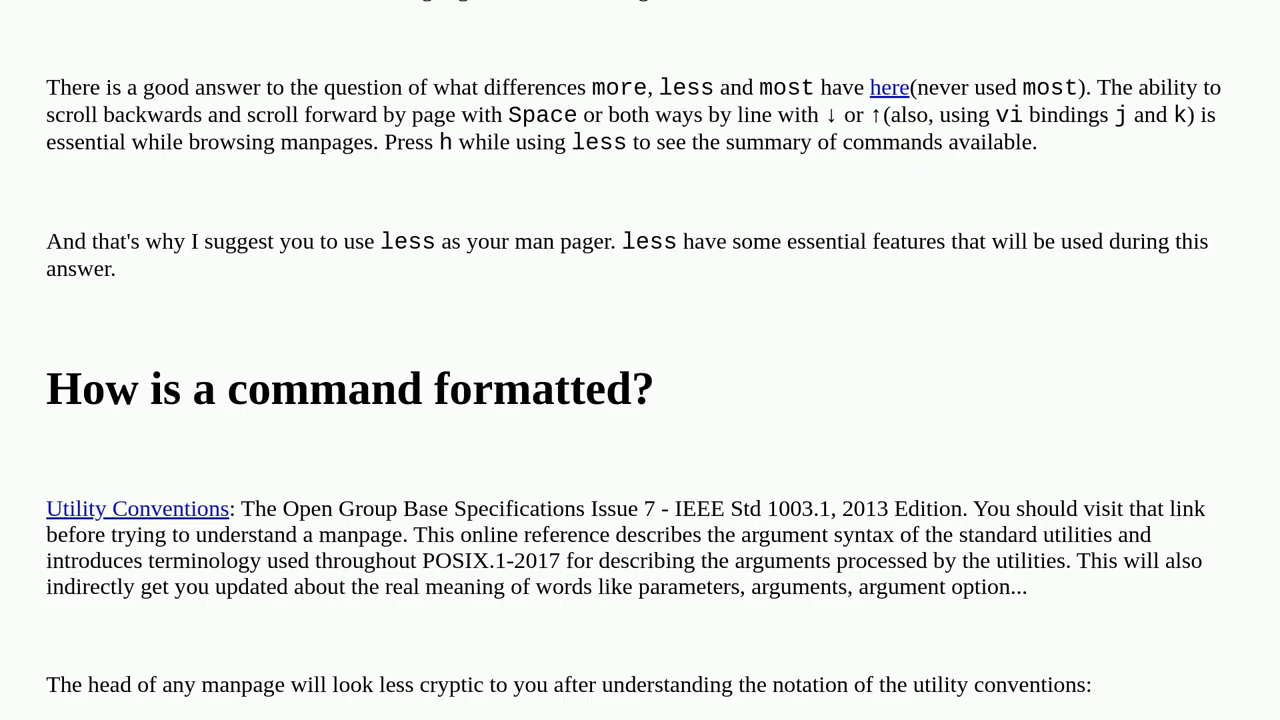 There is a good answer to the question of what differences more, less and most have here(never used most). The ability to
scroll backwards and scroll forward by page with Space or both ways by line with ↓ or ↑(also, using vi bindings j and k) is
essential while browsing manpages. Press h while using less to see the summary of commands available.
And that's why I suggest you to use less as your man pager. less have some essential features that will be used during this
answer.
How is a command formatted?
Utility Conventions: The Open Group Base Specifications Issue 7 - IEEE Std 1003.1, 2013 Edition. You should visit that link
before trying to understand a manpage. This online reference describes the argument syntax of the standard utilities and
introduces terminology used throughout POSIX.1-2017 for describing the arguments processed by the utilities. This will also
indirectly get you updated about the real meaning of words like parameters, arguments, argument option...
The head of any manpage will look less cryptic to you after understanding the notation of the utility conventions: